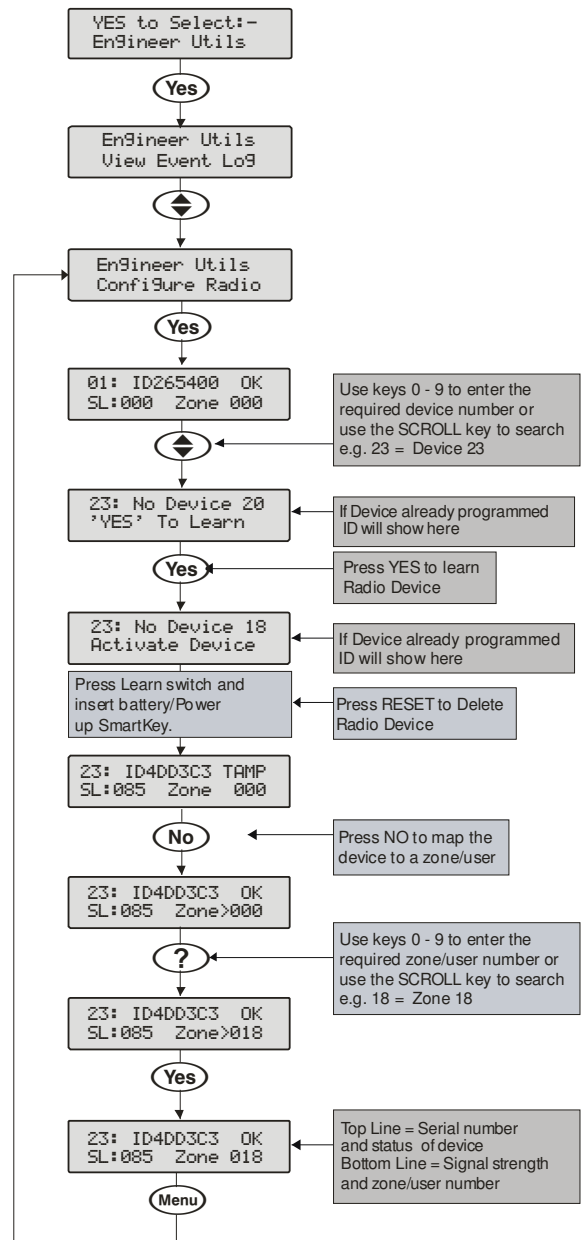 YES to Select:-
En9ineer Utils
Yes
En9ineer Utils
View Event Lo9
En9ineer Utils
Confi9ure Radio
Yes
01: ID265400 OK
SL:000 Zone 000
Use keys 0 - 9 to enter the
required device number or
use the SCROLL key to search
e.g. 23 = Device 23
23: No Device 20
'YES' To Learn
If Device already programmed
ID will show here
Yes
Press YES to learn
Radio Device
23: No Device 18
Activate Device
If Device already programmed
ID will show here
Press Learn switch and
insert battery/Power
up SmartKey.
Press RESET to Delete
Radio Device
23: ID4DD3C3 TAMP
SL:085 Zone 000
No
Press NO to map the
device to a zone/user
23: ID4DD3C3 OK
SL:085 Zone>000
?
Use keys 0 - 9 to enter the
required zone/user number or
use the SCROLL key to search
e.g. 18 = Zone 18
23: ID4DD3C3 OK
SL:085 Zone>018
Yes
23: ID4DD3C3 OK
SL:085 Zone 018
Top Line = Serial number
and status of device
Bottom Line = Signal strength
and zone/user number
Menu